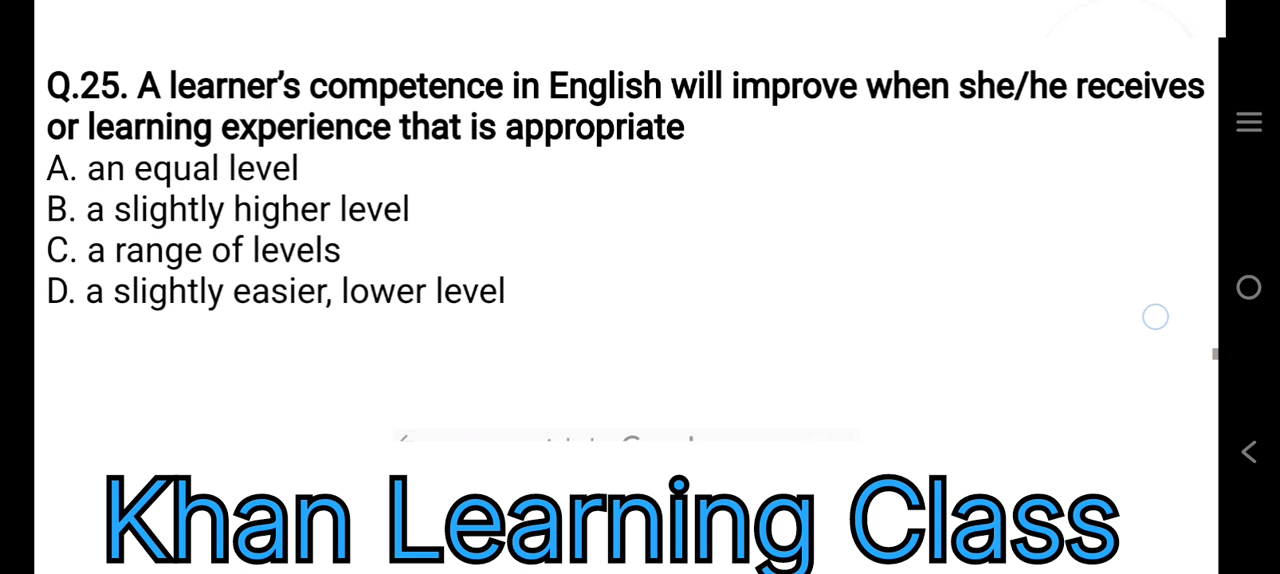 Q.25. A learner's competence in English will improve when she/he receives
or learning experience that is appropriate
A. an equal level
B. a slightly higher level
C. a range of levels
D. a slightly easier, lower level
Khan Learning Class